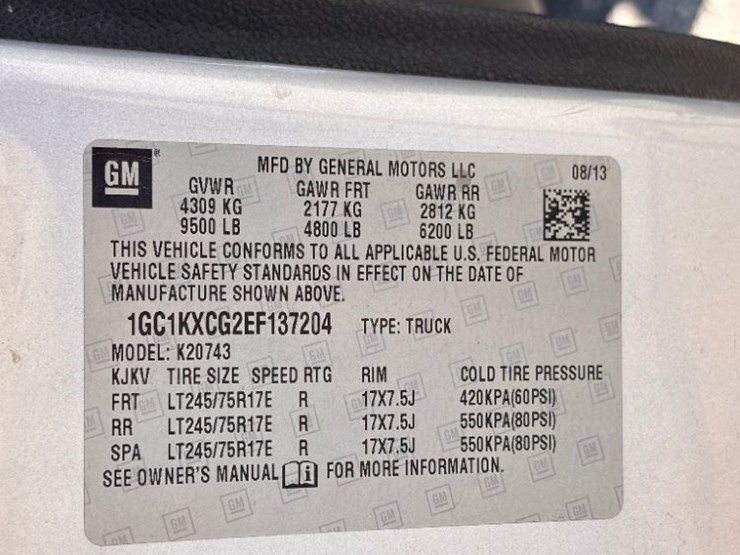 GM ® MFD BY GENERAL MOTORS LLC 08/13
GVWR GAWR FRT GAWR RR
4309 KG 2177 KG 2812 KG
9500 LB 4800 LB 6200 LB
THIS VEHICLE CONFORMS TO ALL APPLICABLE U.S. FEDERAL MOTOR
VEHICLE SAFETY STANDARDS IN EFFECT ON THE DATE OF
MANUFACTURE SHOWN ABOVE.
1GC1KXCG2EF137204 TYPE: TRUCK
MODEL: K20743
KJKV TIRE SIZE SPEED RTG RIM COLD TIRE PRESSURE
FRT LT245/75R17E R 17X7.5J 420KPA(60PSI)
RR LT245/75R17E R 17X7.5J 550KPA(80PSI)
SPA LT245/75R17E R 17X7.5J 550KPA(80PSI)
SEE OWNER'S MANUAL i FOR MORE INFORMATION.